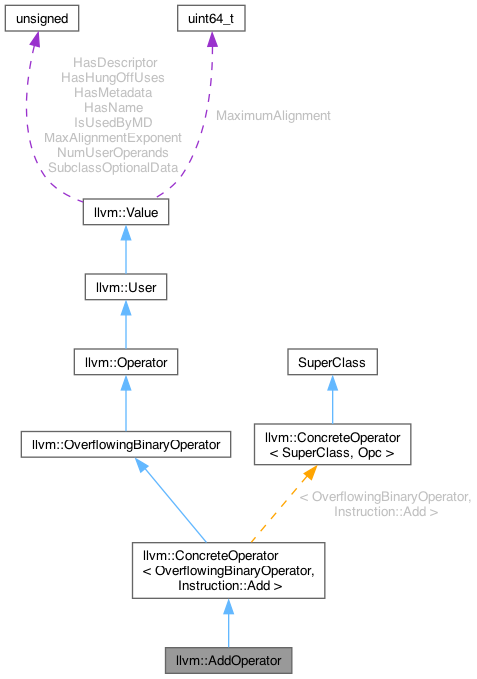 unsigned
uint64_t
HasDescriptor
HasHungOffUses
HasMetadata
HasName
IsUsedByMD
MaxAlignmentExponent
NumUserOperands
SubclassOptionalData
MaximumAlignment
llvm::Value
llvm::User
llvm::Operator
SuperClass
llvm::OverflowingBinaryOperator
llvm::ConcreteOperator
< SuperClass, Opc >
< OverflowingBinaryOperator,
Instruction::Add >
llvm::ConcreteOperator
< OverflowingBinaryOperator,
Instruction::Add >
llvm::AddOperator